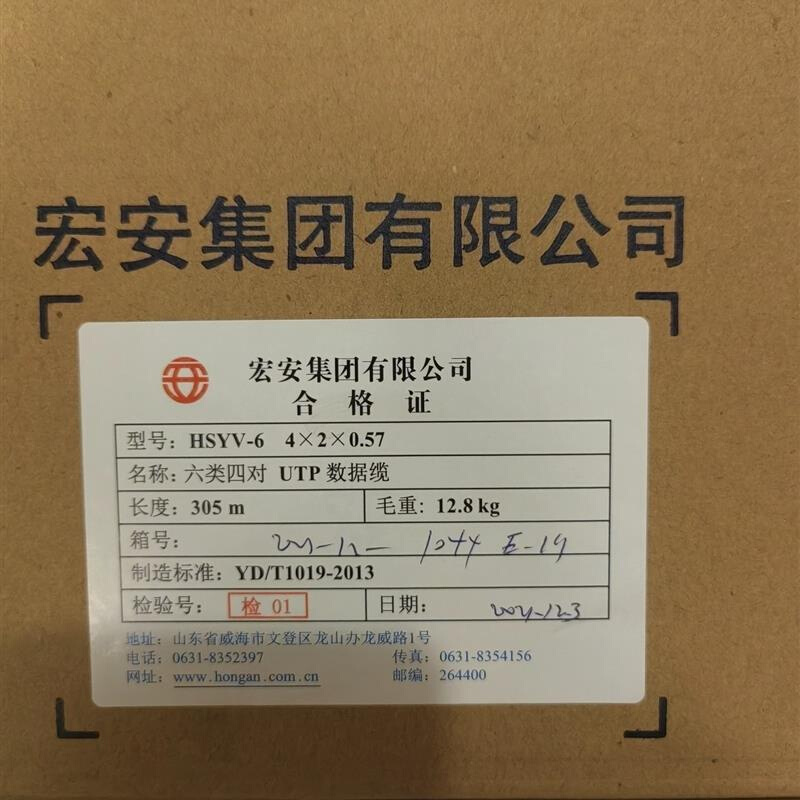 宏安集团有限公司
宏安集团有限公司
合格证
型号：HSYV-6 4×2×0.57
名称：六类四对 UTP 数据缆
长度：305 m 毛重：12.8 kg
箱号： 1044 E-19
制造标准：YD/T1019-2013
检验号：检 01 日期：
地址：山东省威海市文登区龙山办龙威路1号
电话：0631-8352397 传真：0631-8354156
网址：www.hongan.com.cn 邮编：264400